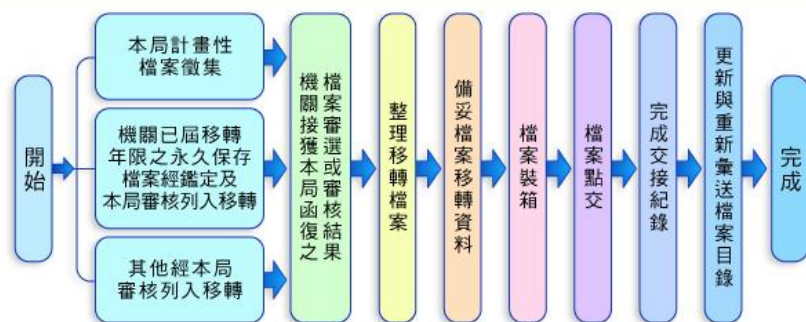 開始
本局計畫性
檔案徵集
機關已屆移轉
年限之永久保存
檔案經鑑定及
本局審核列入移轉
其他經本局
審核列入移轉
檔案審選或審核結果
機關接獲本局函復之
整理移轉檔案
備妥檔案移轉資料
檔案裝箱
檔案點交
完成交接紀錄
更新與重新彙送檔案目錄
完成